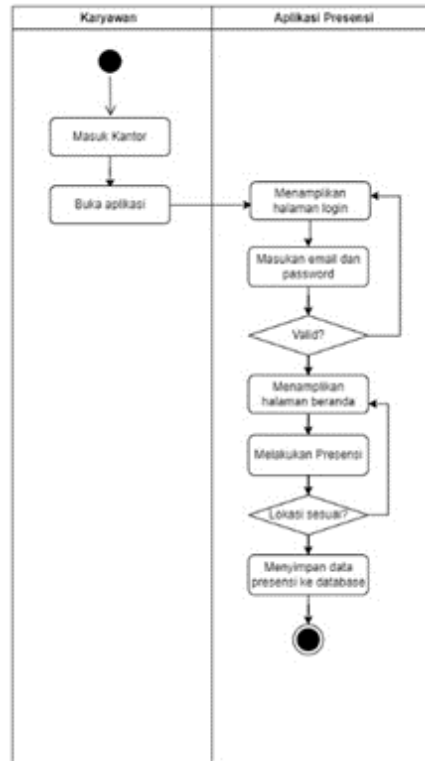 Karyawan
Aplikasi Presensi
Masuk Kantor
Buka aplikasi
Menampilkan
halaman login
Masukan email dan
password
Valid?
Menampilkan
halaman beranda
Melakukan Presensi
Lokasi sesuai?
Menyimpan data
presensi ke database